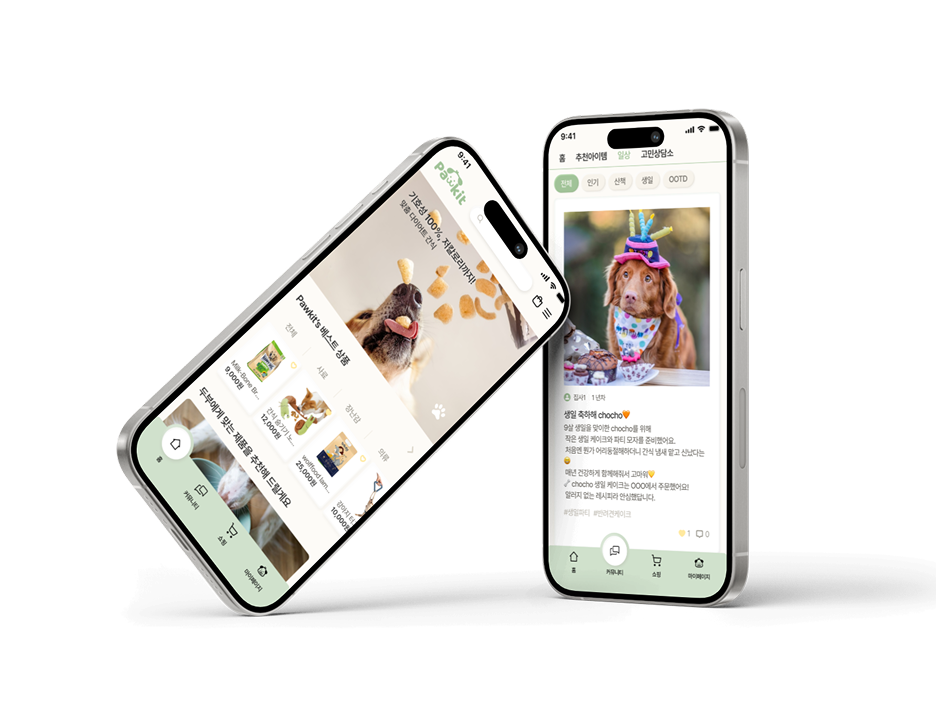 9:41
Pawkit
기호성 100%, 저칼로리까지!
맞춤 다이어트 간식
Pawkit's 베스트 상품
전체
사료
장난감
의류
Milk-Bone Br...
9,000원
간식 숨기기 노...
12,000원
Wolffood lam...
25,000원
강아지 터
10,000원
두부에게 맞는 제품을 추천해 드릴게요
홈
커뮤니티
쇼핑
마이페이지
9:41
홈 추천아이템 일상 고민상담소
전체 인기 산책 생일 OOTD
집사1 1년차
생일 축하해 chocho🧡
9살 생일을 맞이한 chocho를 위해
작은 생일 케이크와 파티 모자를 준비했어요.
처음엔 뭔가 어리둥절해하더니 간식 냄새 맡고 신났다는
매년 건강하게 함께해줘서 고마워💛
🦴 chocho 생일 케이크는 OOO에서 주문했어요!
알러지 없는 레시피라 안심했답니다.
#생일파티 #반려견케이크
1 0
홈 커뮤니티 쇼핑 마이페이지